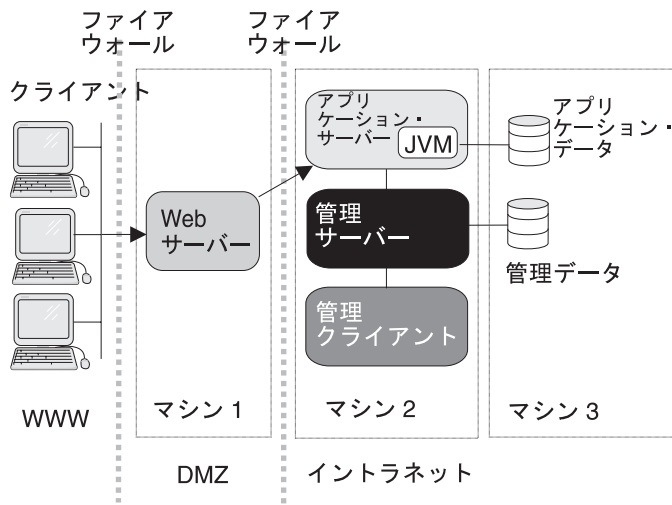 ファイア
ウォール
ファイア
ウォール
クライアント
アプリ
ケーション・
サーバー
JVM
アプリ
ケーション・
データ
Web
サーバー
管理
サーバー
管理データ
管理
クライアント
WWW
マシン 1
マシン 2
マシン 3
DMZ
イントラネット